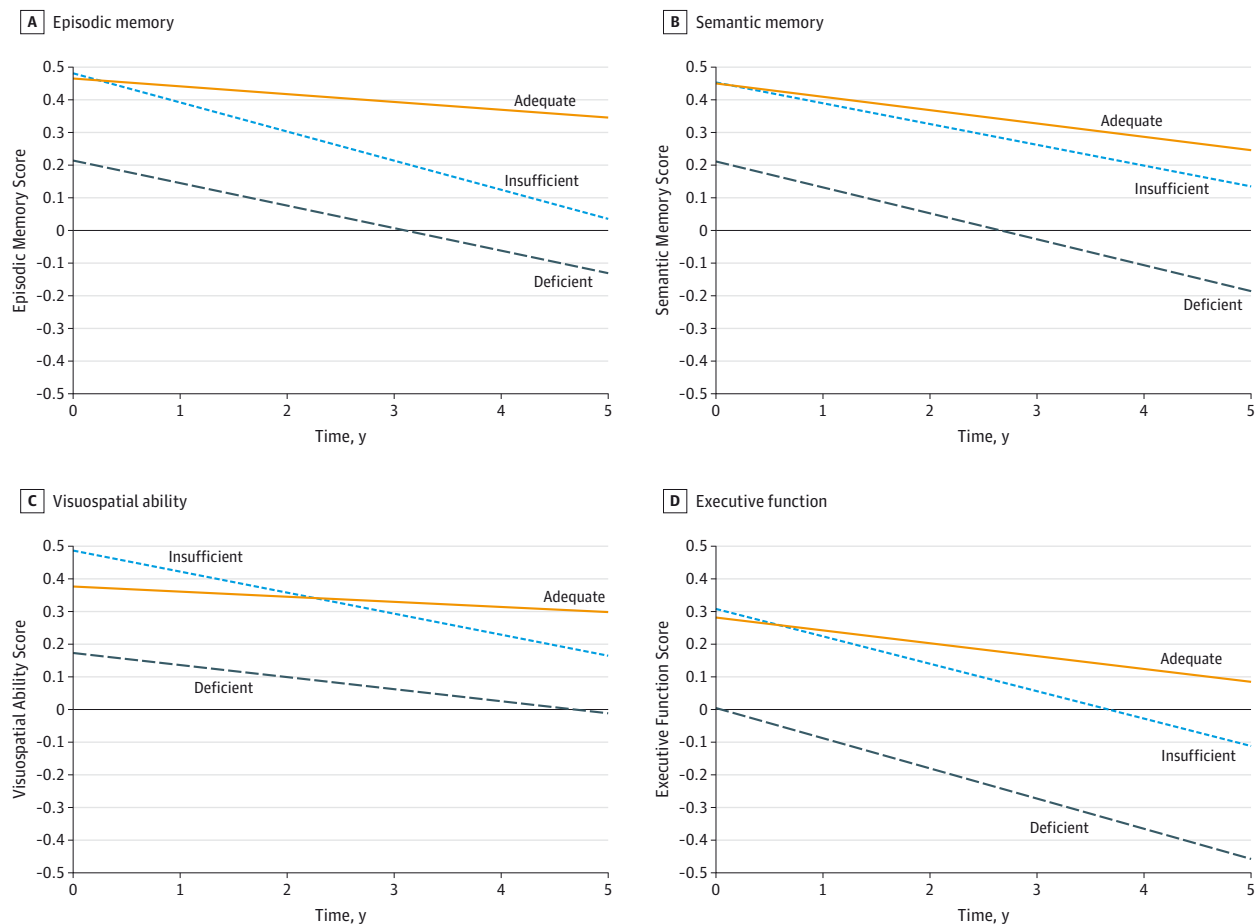 A Episodic memory
0.5
0.4
0.3
0.2
0.1
0
-0.1
-0.2
-0.3
-0.4
-0.5
Episodic Memory Score
Adequate
Insufficient
Deficient
0 1 2 3 4 5
Time, y
B Semantic memory
0.5
0.4
0.3
0.2
0.1
0
-0.1
-0.2
-0.3
-0.4
-0.5
Semantic Memory Score
Adequate
Insufficient
Deficient
0 1 2 3 4 5
Time, y
C Visuospatial ability
0.5
0.4
0.3
0.2
0.1
0
-0.1
-0.2
-0.3
-0.4
-0.5
Visuospatial Ability Score
Insufficient
Adequate
Deficient
0 1 2 3 4 5
Time, y
D Executive function
0.5
0.4
0.3
0.2
0.1
0
-0.1
-0.2
-0.3
-0.4
-0.5
Executive Function Score
Adequate
Insufficient
Deficient
0 1 2 3 4 5
Time, y